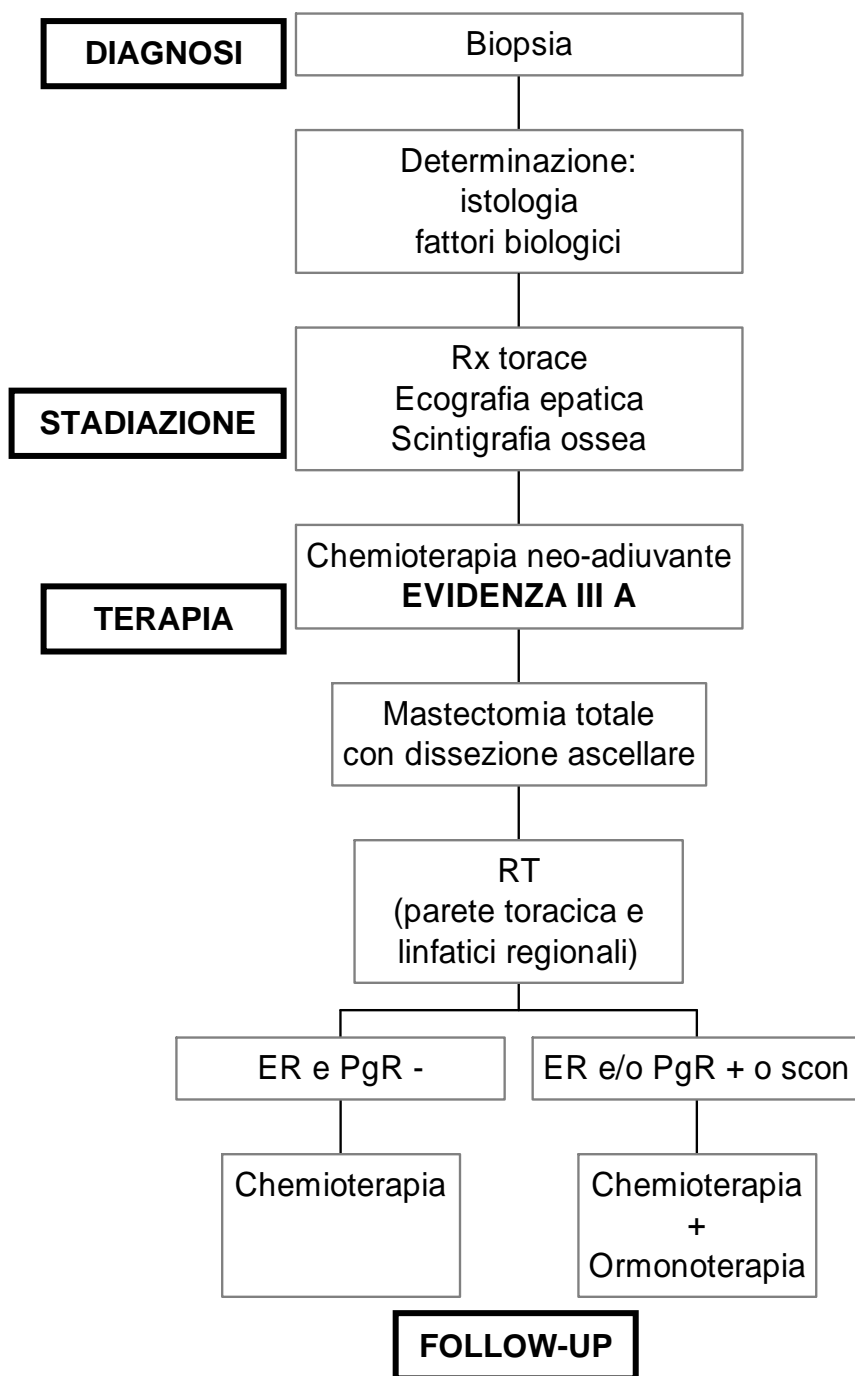 DIAGNOSI
Biopsia
Determinazione:
istologia
fattori biologici
Rx torace
Ecografia epatica
Scintigrafia ossea
STADIAZIONE
Chemioterapia neo-adiuvante
EVIDENZA III A
TERAPIA
Mastectomia totale
con dissezione ascellare
RT
(parete toracica e
linfatici regionali)
ER e PgR -
ER e/o PgR + o scon
Chemioterapia
Chemioterapia
+
Ormonoterapia
FOLLOW-UP